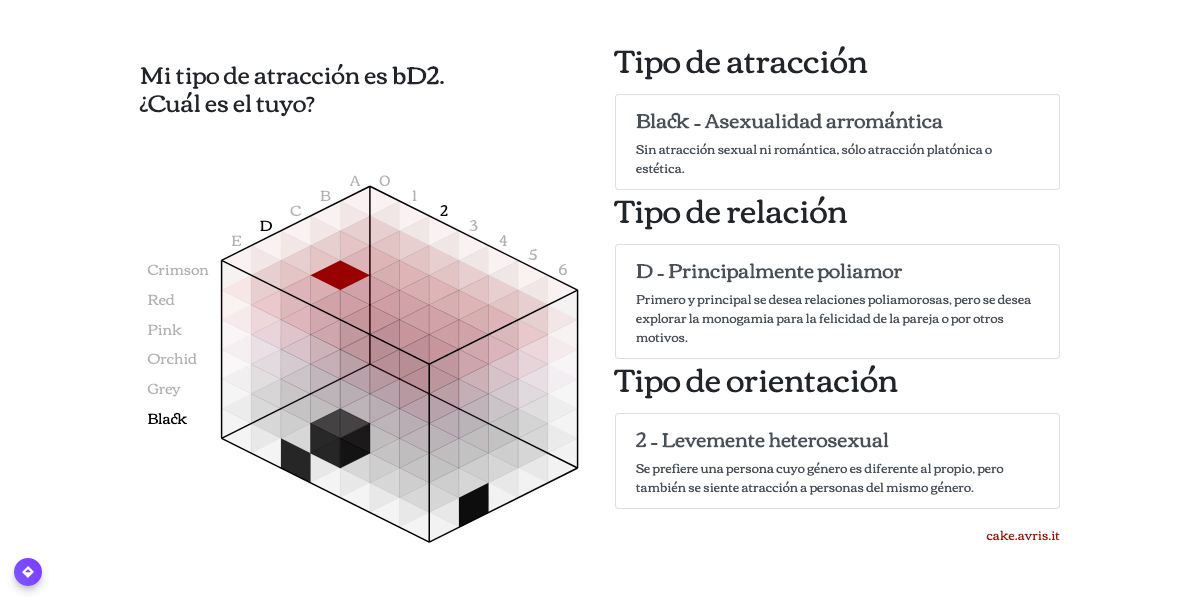 Mi tipo de atracción es bD2.
¿Cuál es el tuyo?
A O
B 1
C 2
D 3
E 4
5
6
Crimson
Red
Pink
Orchid
Grey
Black
Tipo de atracción
Black - Asexualidad arromántica
Sin atracción sexual ni romántica, sólo atracción platónica o
estética.
Tipo de relación
D - Principalmente poliamor
Primero y principal se desea relaciones poliamorosas, pero se desea
explorar la monogamia para la felicidad de la pareja o por otros
motivos.
Tipo de orientación
2 - Levemente heterosexual
Se prefiere una persona cuyo género es diferente al propio, pero
también se siente atracción a personas del mismo género.
cake.avris.it